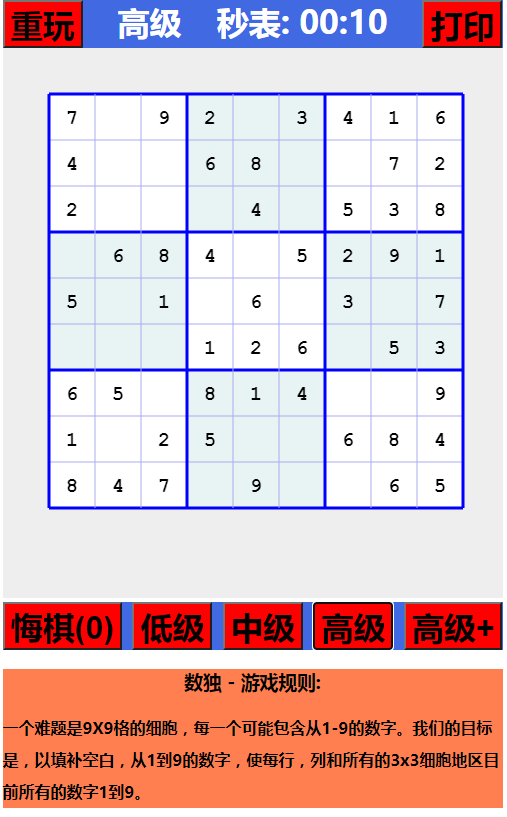 重玩 高级 秒表: 00:10 打印
7 9 2 3 4 1 6
4 6 8 7 2
2 4 5 3 8
6 8 4 5 2 9 1
5 1 6 3 7
1 2 6 5 3
6 5 8 1 4 9
1 2 5 6 8 4
8 4 7 9 6 5
悔棋(0) 低级 中级 高级 高级+
数独 - 游戏规则:
一个难题是9X9格的细胞，每一个可能包含从1-9的数字。我们的目标
是，以填补空白，从1到9的数字，使每行，列和所有的3x3细胞地区目
前所有的数字1到9。